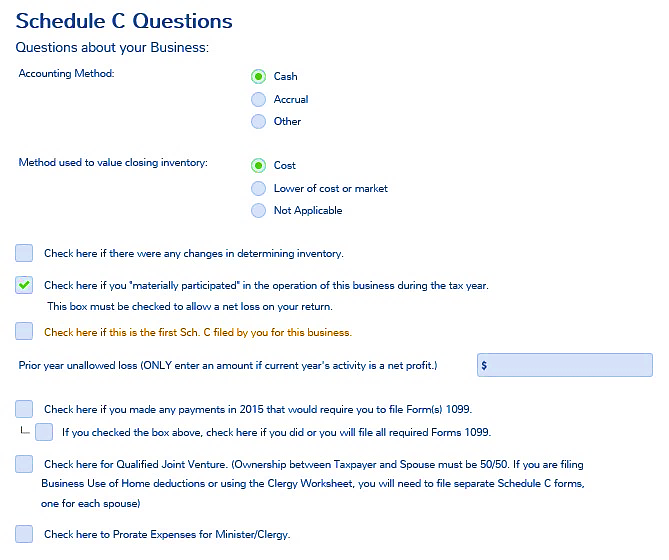 Schedule C Questions
Questions about your Business:
Accounting Method:
Cash
Accrual
Other
Method used to value closing inventory:
Cost
Lower of cost or market
Not Applicable
Check here if there were any changes in determining inventory.
Check here if you "materially participated" in the operation of this business during the tax year.
This box must be checked to allow a net loss on your return.
Check here if this is the first Sch. C filed by you for this business.
Prior year unallowed loss (ONLY enter an amount if current year's activity is a net profit.)
$
Check here if you made any payments in 2015 that would require you to file Form(s) 1099.
If you checked the box above, check here if you did or you will file all required Forms 1099.
Check here for Qualified Joint Venture. (Ownership between Taxpayer and Spouse must be 50/50. If you are filing
Business Use of Home deductions or using the Clergy Worksheet, you will need to file separate Schedule C forms,
one for each spouse)
Check here to Prorate Expenses for Minister/Clergy.